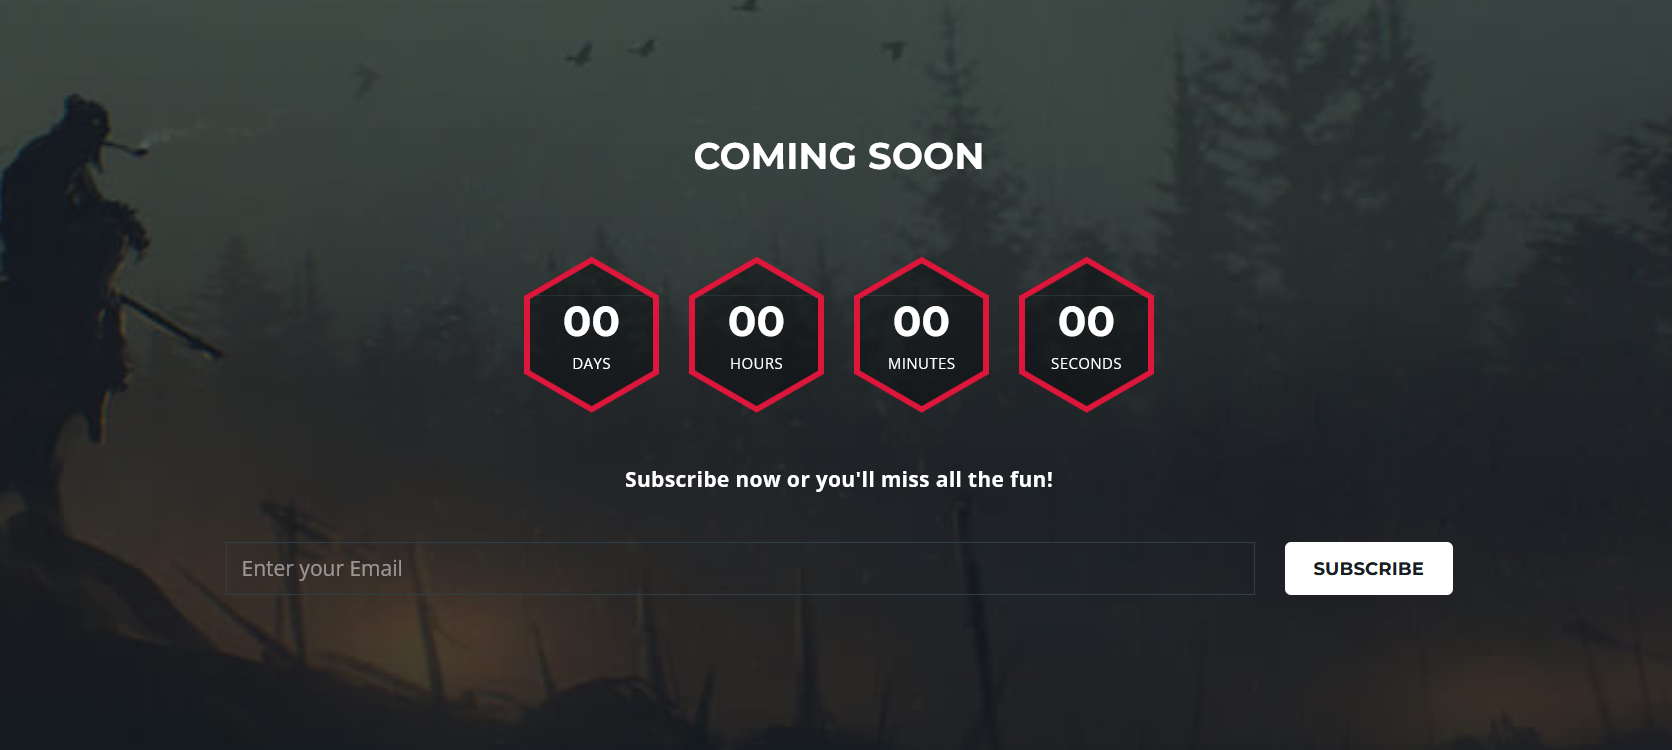 COMING SOON
00 00 00 00
DAYS HOURS MINUTES SECONDS
Subscribe now or you'll miss all the fun!
Enter your Email SUBSCRIBE